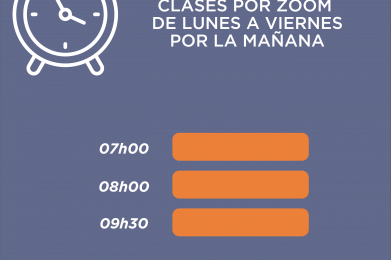 CLASES POR ZOOM
DE LUNES A VIERNES
POR LA MAÑANA
07h00
08h00
09h30